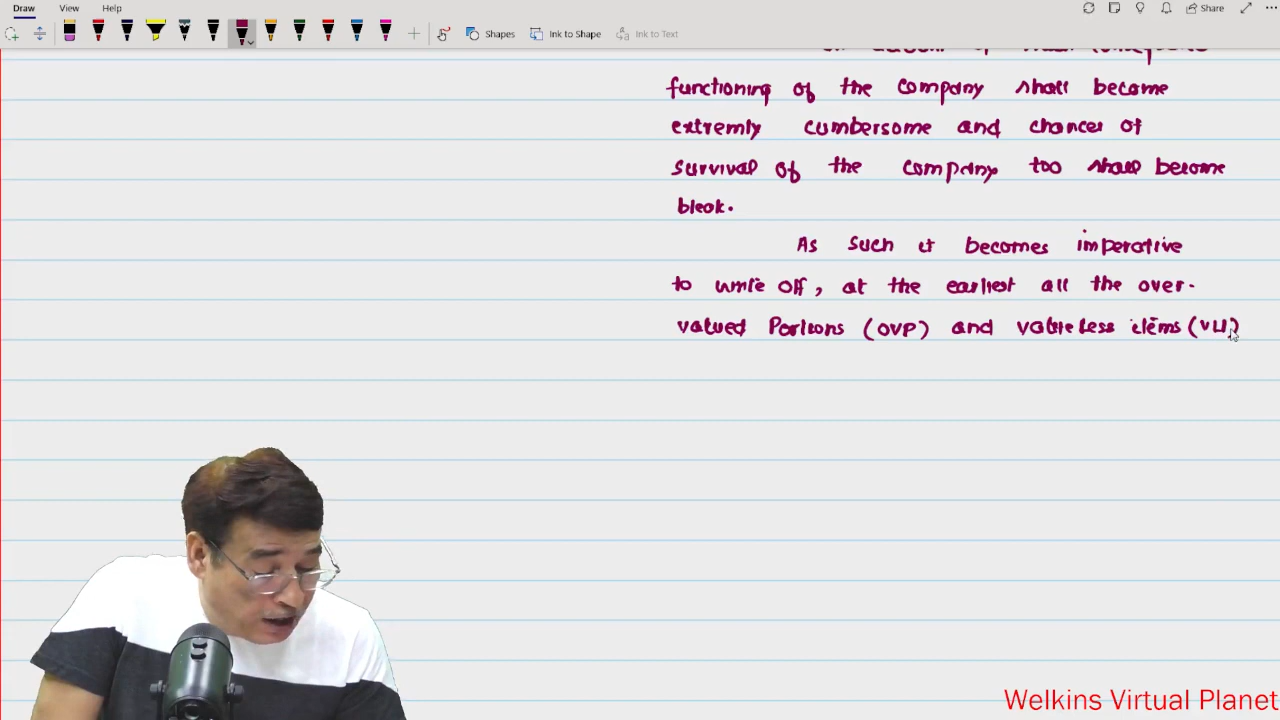 Draw View Help
Share
Shapes Ink to Shape Ink to Text
functioning of the company shall become
extremly cumbersome and chances of
survival of the company too shall become
bleak.
As such it becomes imperative
to write off, at the earliest all the over-
valued Portions (OVP) and valueless items (VLI)
Welkins Virtual Planet